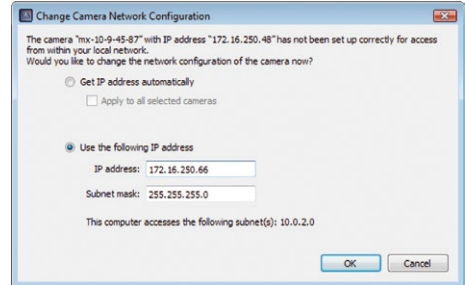 Change Camera Network Configuration
The camera "mx-10-9-45-87" with IP address "172.16.250.48" has not been set up correctly for access
from within your local network.
Would you like to change the network configuration of the camera now?
Get IP address automatically
Apply to all selected cameras
Use the following IP address
IP address: 172.16.250.66
Subnet mask: 255.255.255.0
This computer accesses the following subnet(s): 10.0.2.0
OK Cancel